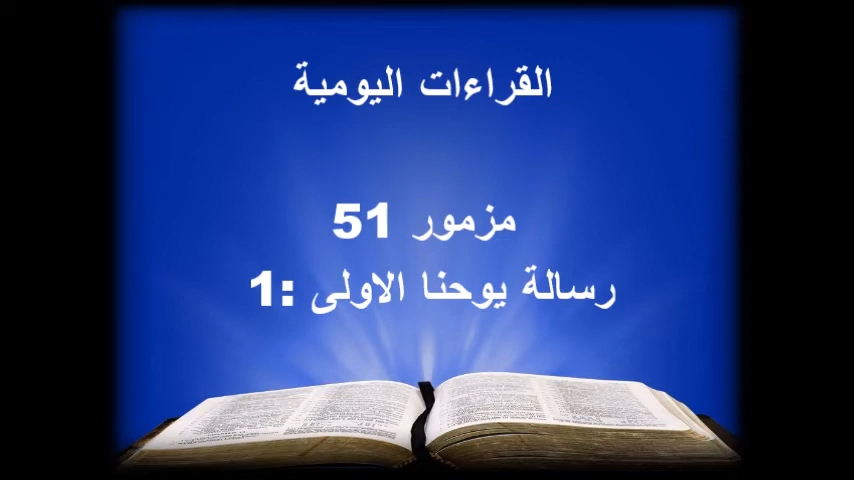 القراءات اليومية
مزمور 51
رسالة يوحنا الاولى :1